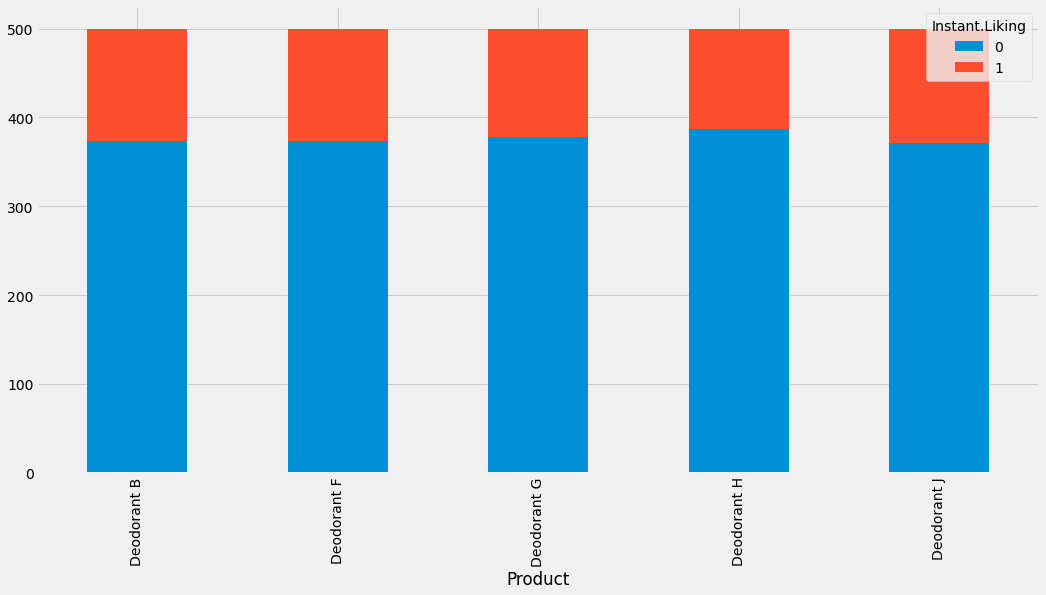 500
400
300
200
100
0
Instant.Liking
0
1
Deodorant B
Deodorant F
Deodorant G
Deodorant H
Deodorant J
Product